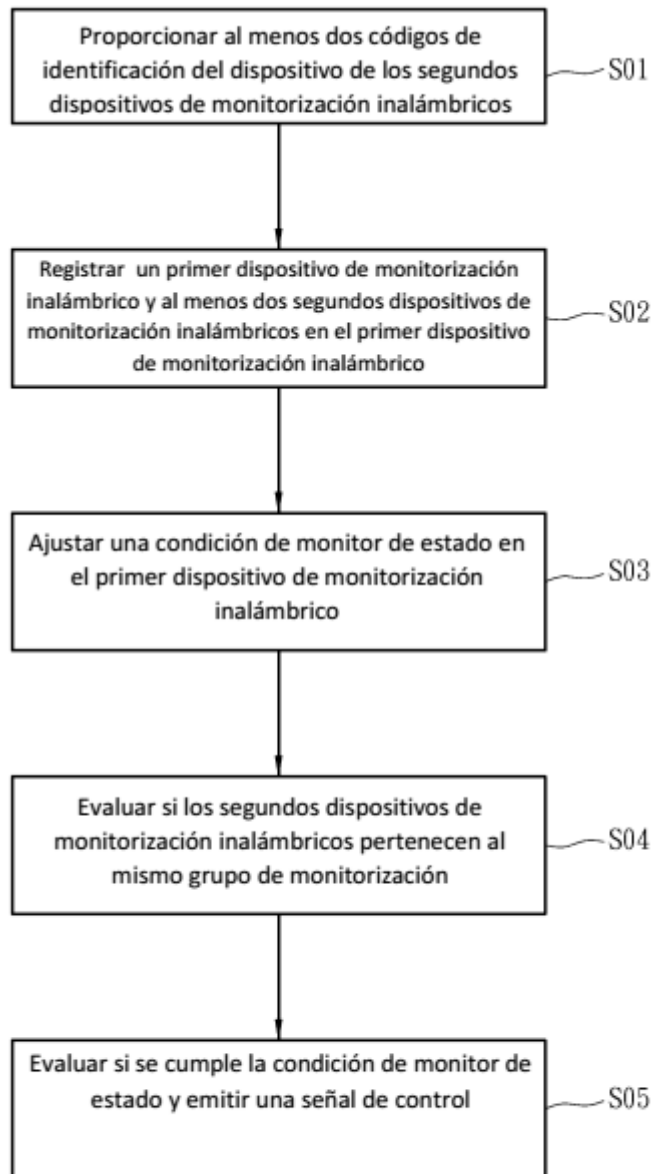 Proporcionar al menos dos códigos de
identificación del dispositivo de los segundos
dispositivos de monitorización inalámbricos
S01
Registrar un primer dispositivo de monitorización
inalámbrico y al menos dos segundos dispositivos de
monitorización inalámbricos en el primer dispositivo
de monitorización inalámbrico
S02
Ajustar una condición de monitor de estado en
el primer dispositivo de monitorización
inalámbrico
S03
Evaluar si los segundos dispositivos de
monitorización inalámbricos pertenecen al
mismo grupo de monitorización
S04
Evaluar si se cumple la condición de monitor de
estado y emitir una señal de control
S05